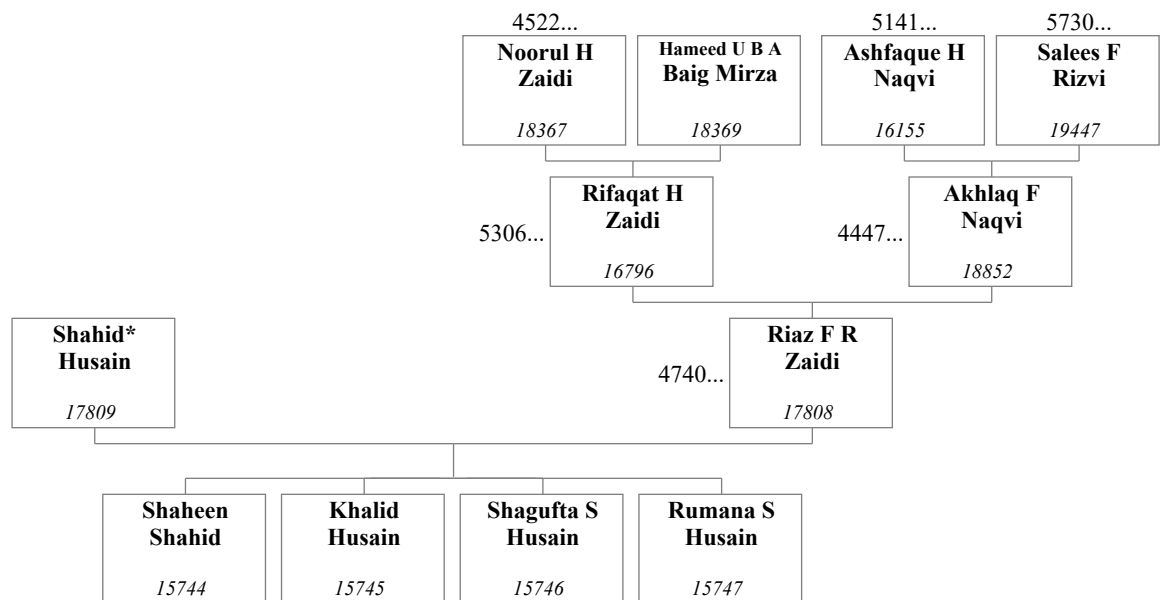 4522...
5141...
5730...
Noorul H
Zaidi
18367
Hameed U B A
Baig Mirza
18369
Ashfaque H
Naqvi
16155
Salees F
Rizvi
19447
5306...
Rifaqat H
Zaidi
16796
4447...
Akhlaq F
Naqvi
18852
Shahid*
Husain
17809
4740...
Riaz F R
Zaidi
17808
Shaheen
Shahid
15744
Khalid
Husain
15745
Shagufta S
Husain
15746
Rumana S
Husain
15747